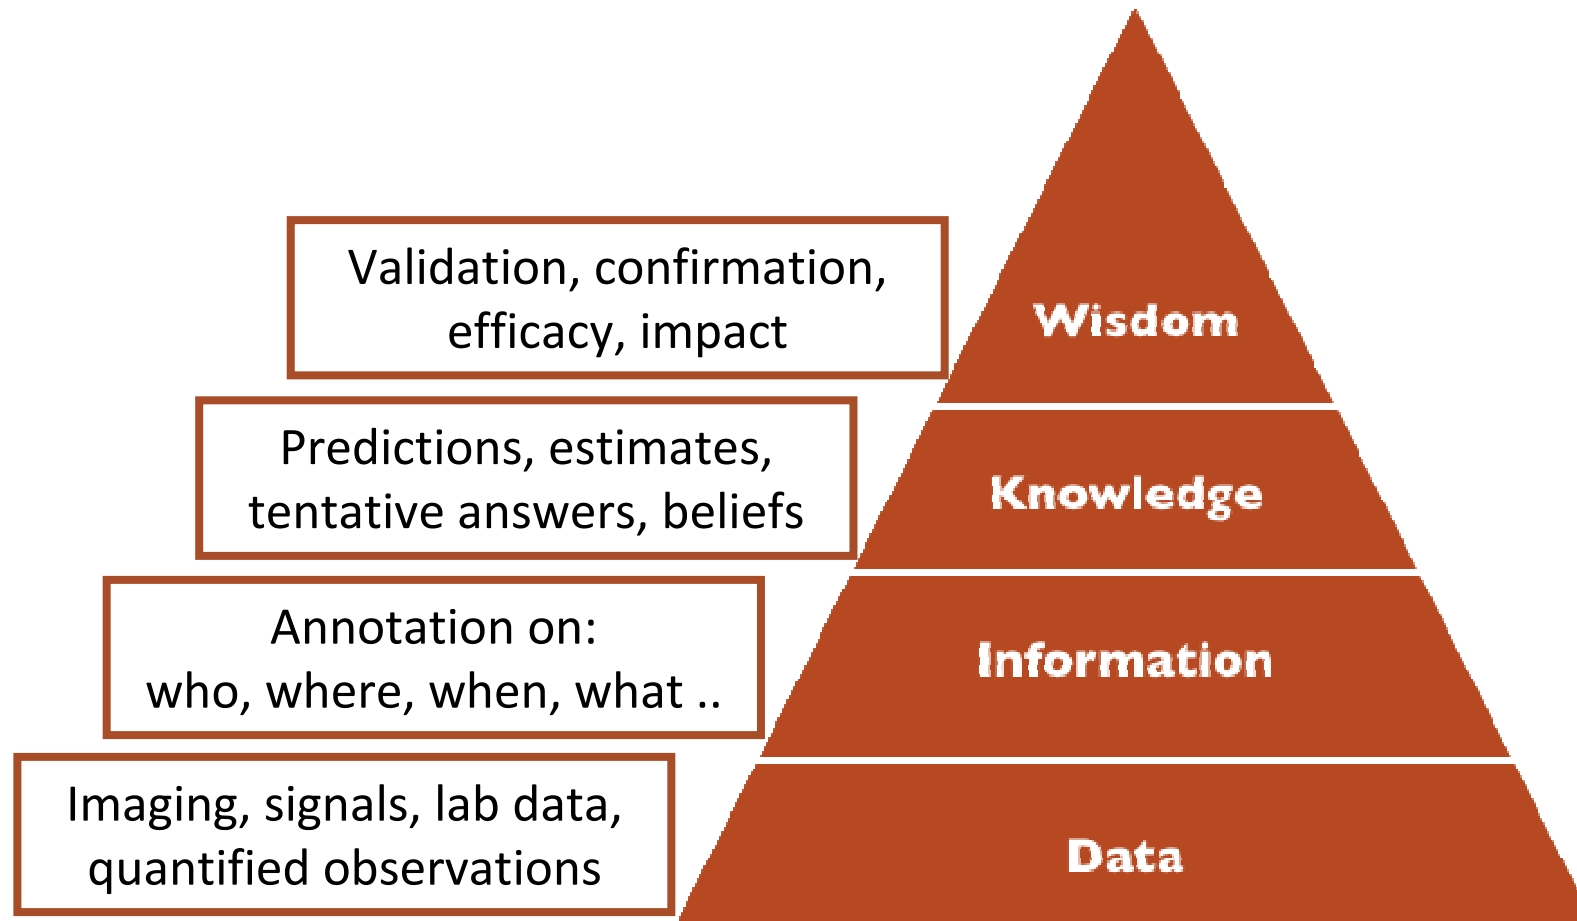 Validation, confirmation,
efficacy, impact
Wisdom
Predictions, estimates,
tentative answers, beliefs
Knowledge
Annotation on:
who, where, when, what ..
Information
Imaging, signals, lab data,
quantified observations
Data